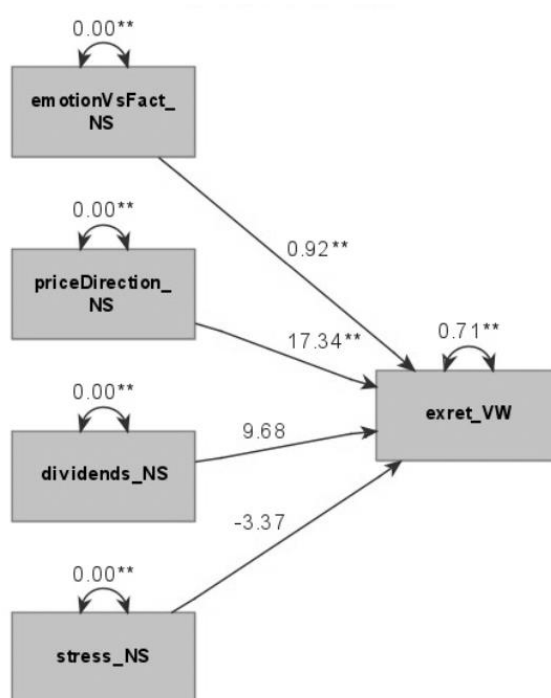 0.00**
emotionVsFact_
NS
0.00**
0.92**
priceDirection_
NS
17.34**
0.71**
exret_VW
0.00**
9.68
dividends_NS
-3.37
0.00**
stress_NS